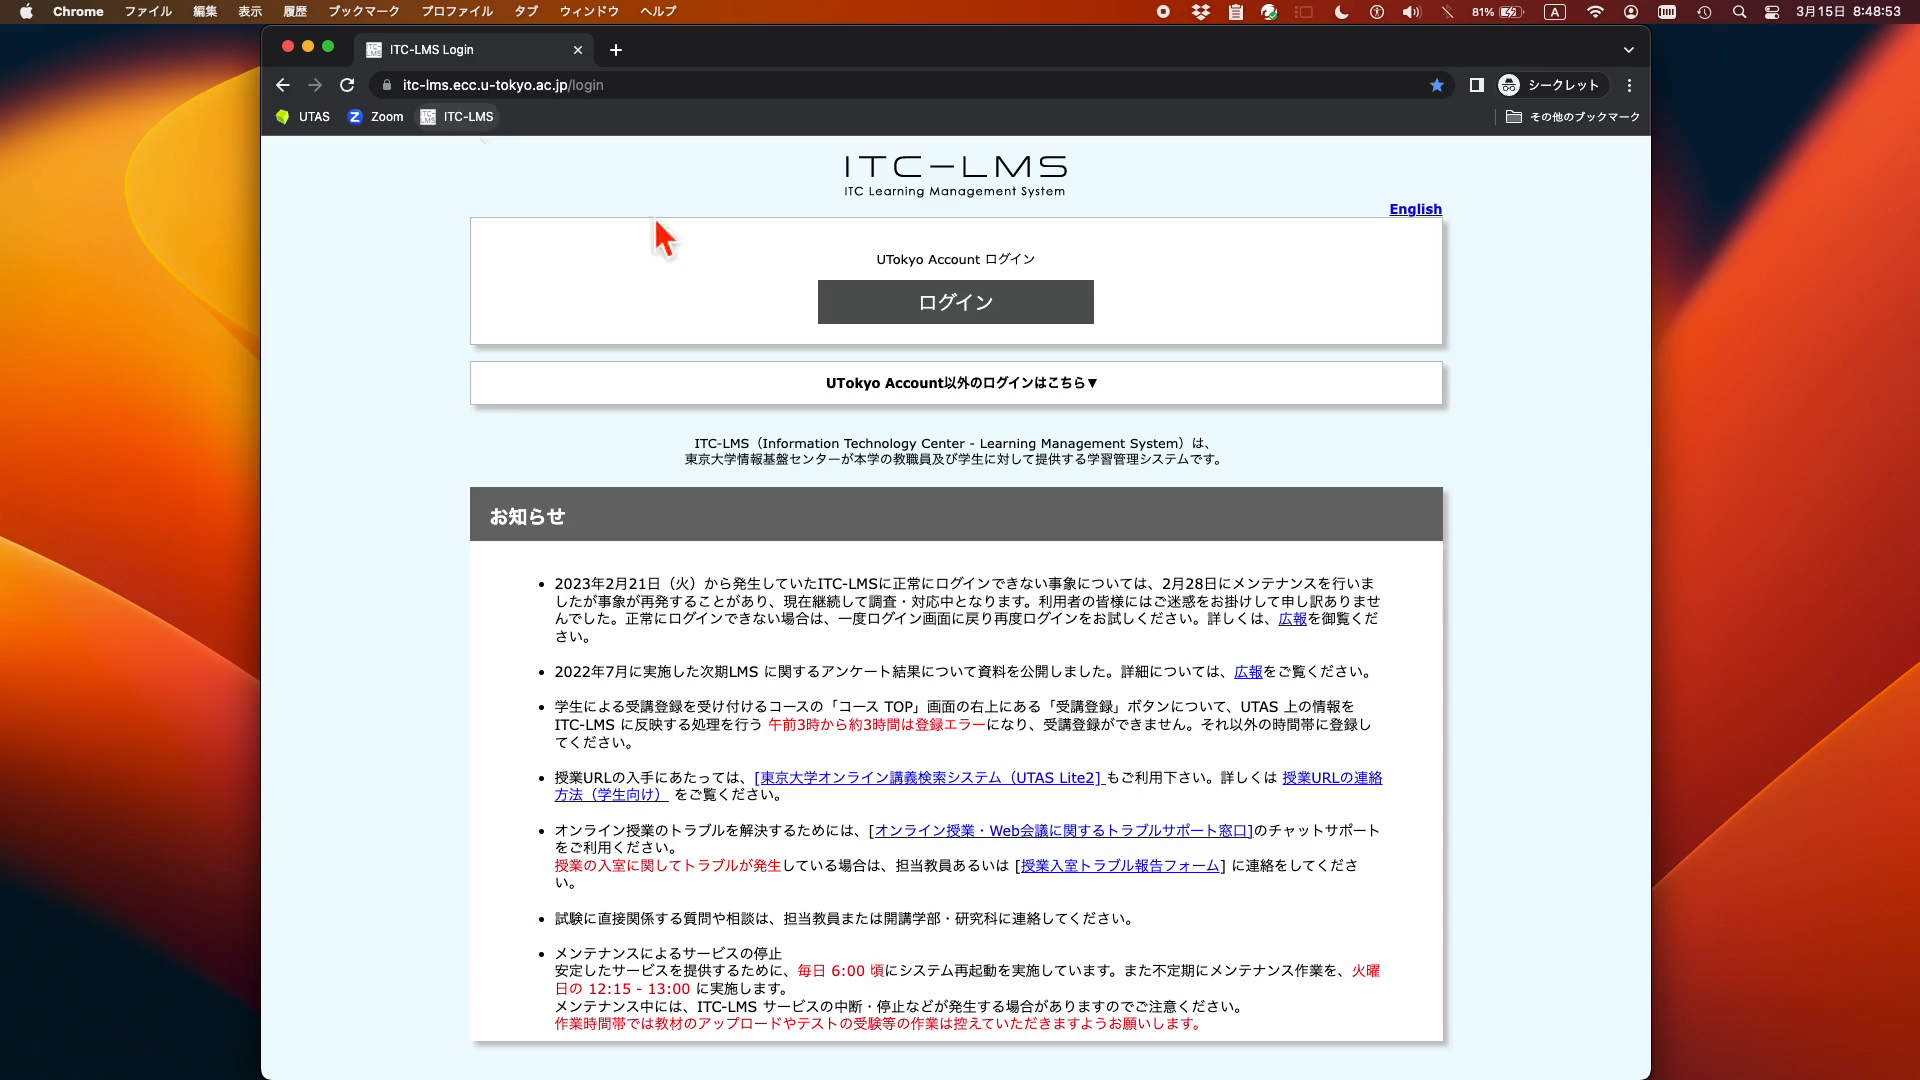 Chrome ファイル 編集 表示 履歴 ブックマーク プロファイル タブ ウィンドウ ヘルプ 81% A 3月15日 8:48:53
ITC-LMS Login
itc-lms.ecc.u-tokyo.ac.jp/login シークレット
UTAS Zoom ITC-LMS その他のブックマーク
ITC-LMS
ITC Learning Management System
English
UTokyo Account ログイン
ログイン
UTokyo Account以外のログインはこちら▼
ITC-LMS（Information Technology Center - Learning Management System）は、
東京大学情報基盤センターが本学の教職員及び学生に対して提供する学習管理システムです。
お知らせ
2023年2月21日（火）から発生していたITC-LMSに正常にログインできない事象については、2月28日にメンテナンスを行いま
したが事象が再発することがあり、現在継続して調査・対応中となります。利用者の皆様にはご迷惑をお掛けして申し訳ありませ
んでした。正常にログインできない場合は、一度ログイン画面に戻り再度ログインをお試しください。詳しくは、広報を御覧くだ
さい。
2022年7月に実施した次期LMS に関するアンケート結果について資料を公開しました。詳細については、広報をご覧ください。
学生による受講登録を受け付けるコースの「コース TOP」画面の右上にある「受講登録」ボタンについて、UTAS 上の情報を
ITC-LMS に反映する処理を行う 午前3時から約3時間は登録エラーになり、受講登録ができません。それ以外の時間帯に登録し
てください。
授業URLの入手にあたっては、[東京大学オンライン講義検索システム（UTAS Lite2] もご利用下さい。詳しくは 授業URLの連絡
方法（学生向け） をご覧ください。
オンライン授業のトラブルを解決するためには、[オンライン授業・Web会議に関するトラブルサポート窓口]のチャットサポート
をご利用ください。
授業の入室に関してトラブルが発生している場合は、担当教員あるいは [授業入室トラブル報告フォーム] に連絡をしてくださ
い。
試験に直接関係する質問や相談は、担当教員または開講学部・研究科に連絡してください。
メンテナンスによるサービスの停止
安定したサービスを提供するために、毎日 6:00 頃にシステム再起動を実施しています。また不定期にメンテナンス作業を、火曜
日の 12:15 - 13:00 に実施します。
メンテナンス中には、ITC-LMS サービスの中断・停止などが発生する場合がありますのでご注意ください。
作業時間帯では教材のアップロードやテストの受験等の作業は控えていただきますようお願いします。